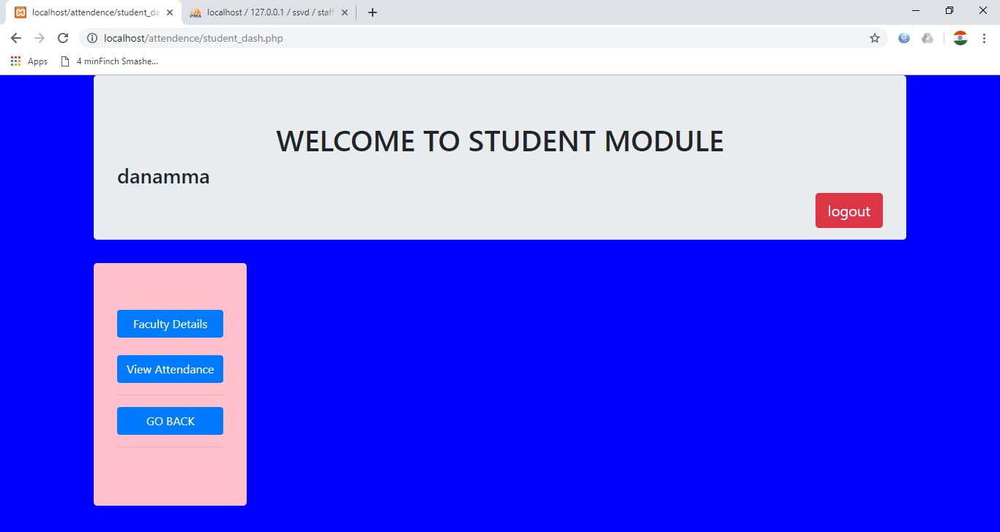 localhost/attendence/student_da
localhost / 127.0.0.1 / ssvd / staff
localhost/attendence/student_dash.php
Apps
4 minFinch Smashe...
WELCOME TO STUDENT MODULE
danamma
logout
Faculty Details
View Attendance
GO BACK